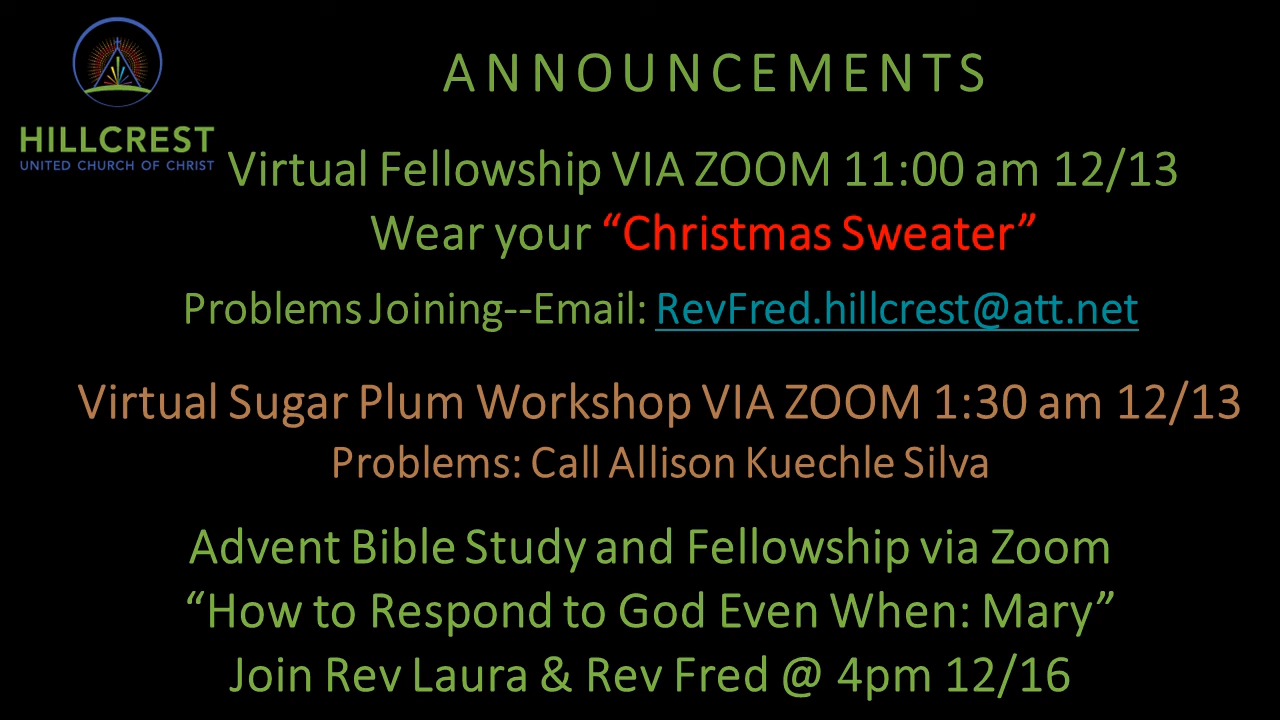 ANNOUNCEMENTS
HILLCREST
UNITED CHURCH OF CHRIST
Virtual Fellowship VIA ZOOM 11:00 am 12/13
Wear your “Christmas Sweater”
Problems Joining--Email: RevFred.hillcrest@att.net
Virtual Sugar Plum Workshop VIA ZOOM 1:30 am 12/13
Problems: Call Allison Kuechle Silva
Advent Bible Study and Fellowship via Zoom
“How to Respond to God Even When: Mary”
Join Rev Laura & Rev Fred @ 4pm 12/16